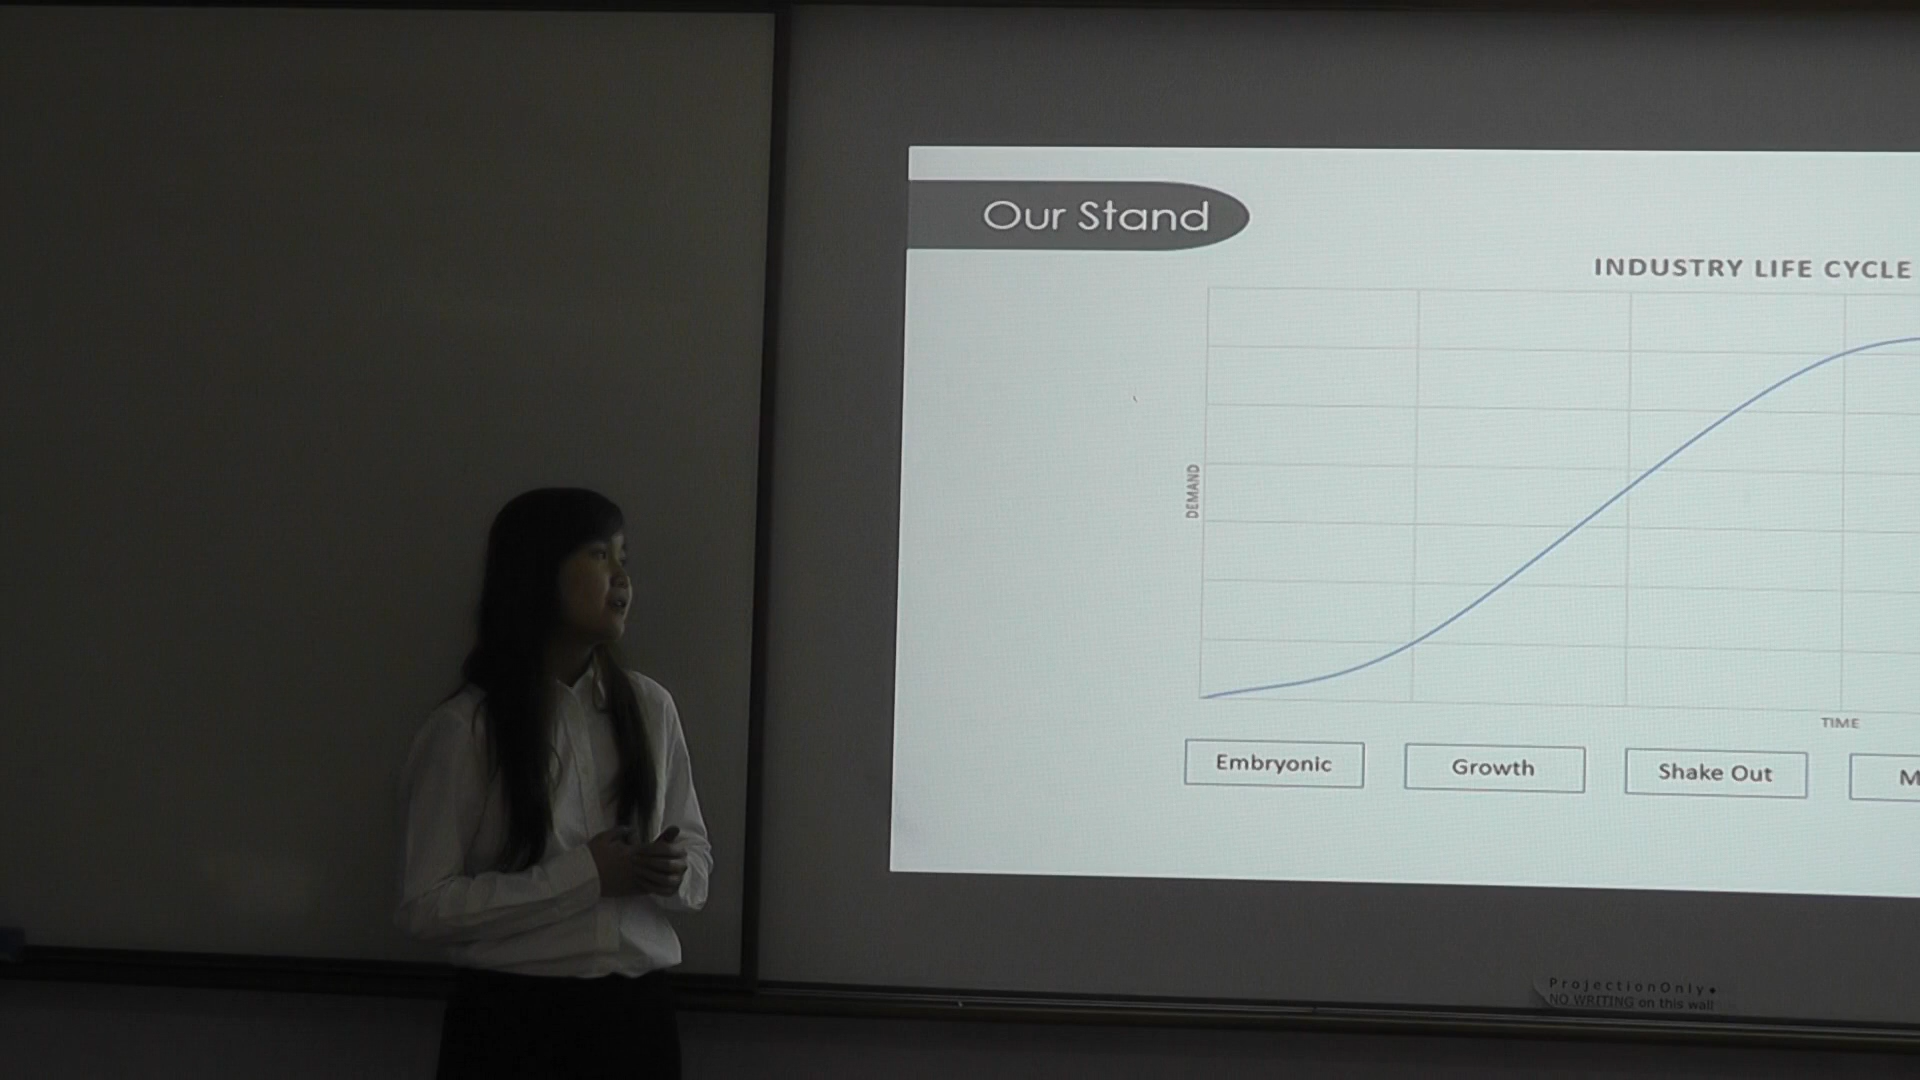 Our Stand
INDUSTRY LIFE CYCLE
DEMAND
TIME
Embryonic
Growth
Shake Out
M
ProjectionOnly
NO WRITING on this wall